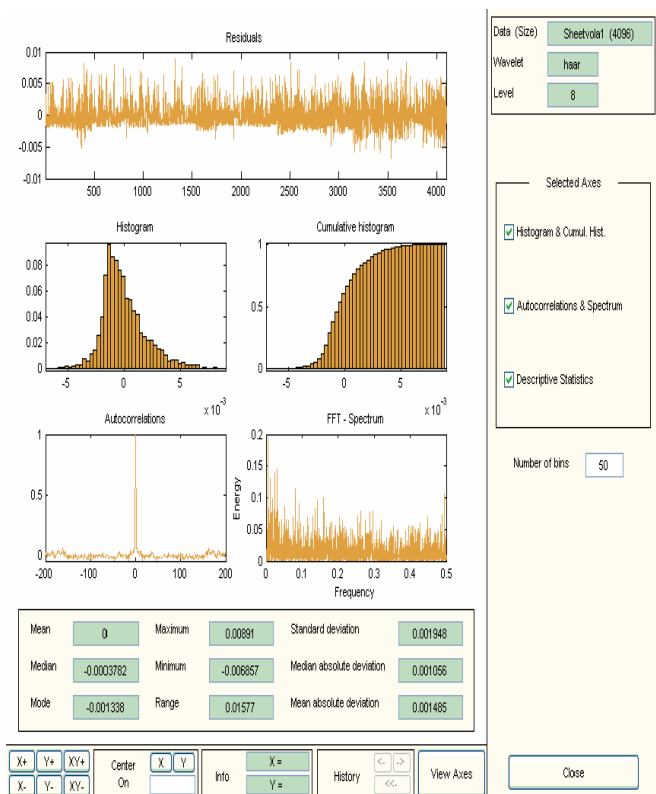 Residuals
0.01
0.005
0
-0.005
-0.01
500 1000 1500 2000 2500 3000 3500 4000
Histogram
0.08
0.06
0.04
0.02
0
-5 0 5
x 10-3
Cumulative histogram
1
0.5
0
-5 0 5
x 10-3
Autocorrelations
1
0.5
0
-200 -100 0 100 200
FFT - Spectrum
Energy
0.2
0.15
0.1
0.05
0
0 0.1 0.2 0.3 0.4 0.5
Frequency
Mean 0 Maximum 0.00891 Standard deviation 0.001948
Median -0.0003782 Minimum -0.006857 Median absolute deviation 0.001056
Mode -0.001338 Range 0.01577 Mean absolute deviation 0.001485
Data (Size) Sheetvola1 (4096)
Wavelet haar
Level 8
Selected Axes
Histogram & Cumul. Hist.
Autocorrelations & Spectrum
Descriptive Statistics
Number of bins 50
X+ Y+ XY+
X- Y- XY-
Center
On
X Y
Info
X =
Y =
History
<- ->
<<-
View Axes
Close